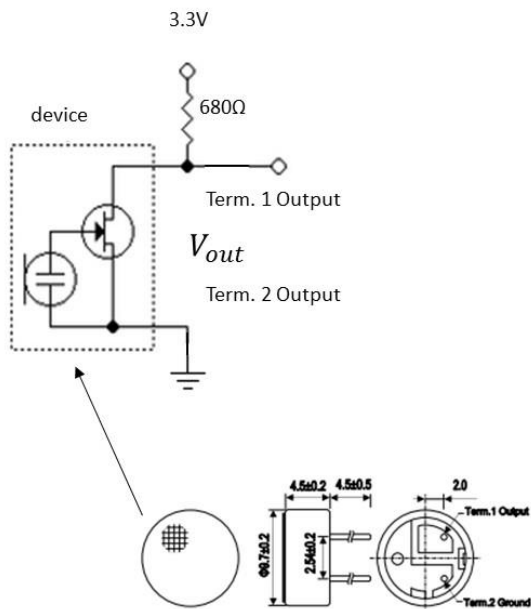 3.3V
680Ω
device
Term. 1 Output
V_out
Term. 2 Output
4.5±0.2
4.5±0.5
2.0
Term.1 Output
Φ9.7±0.2
2.54±0.2
Term.2 Ground